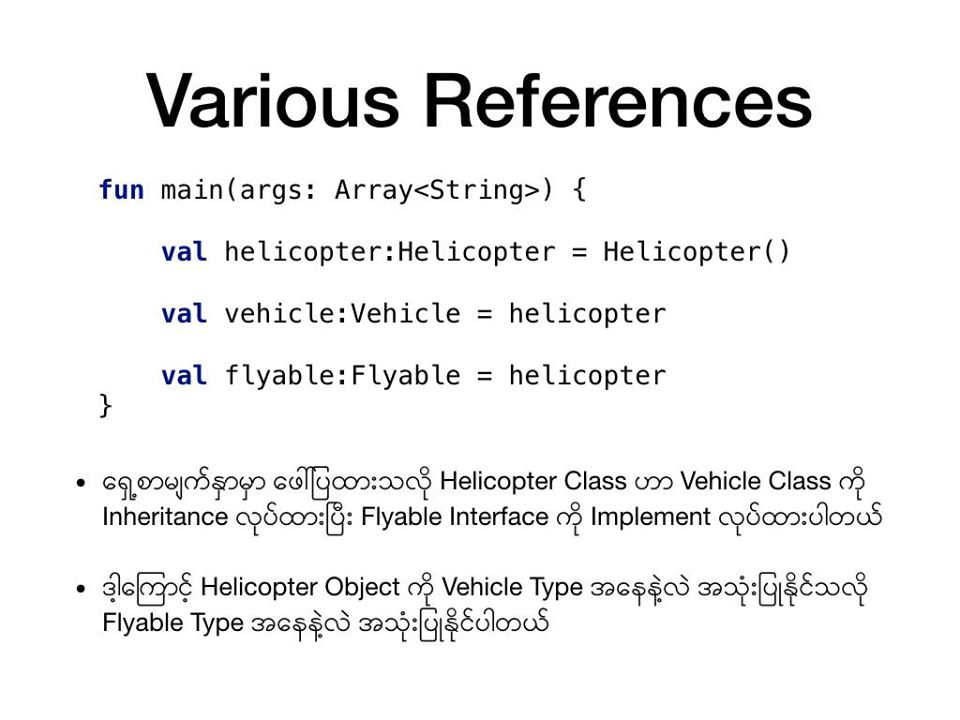 Various References
fun main(args: Array<String>) {
val helicopter:Helicopter = Helicopter()
val vehicle:Vehicle = helicopter
val flyable:Flyable = helicopter
}
• ရှေ့စာမျက်နှာမှာ ဖေါ်ပြထားသလို Helicopter Class ဟာ Vehicle Class ကို
Inheritance လုပ်ထားပြီး Flyable Interface ကို Implement လုပ်ထားပါတယ်
• ဒါ့ကြောင့် Helicopter Object ကို Vehicle Type အနေနဲ့လဲ အသုံးပြုနိုင်သလို
Flyable Type အနေနဲ့လဲ အသုံးပြုနိုင်ပါတယ်